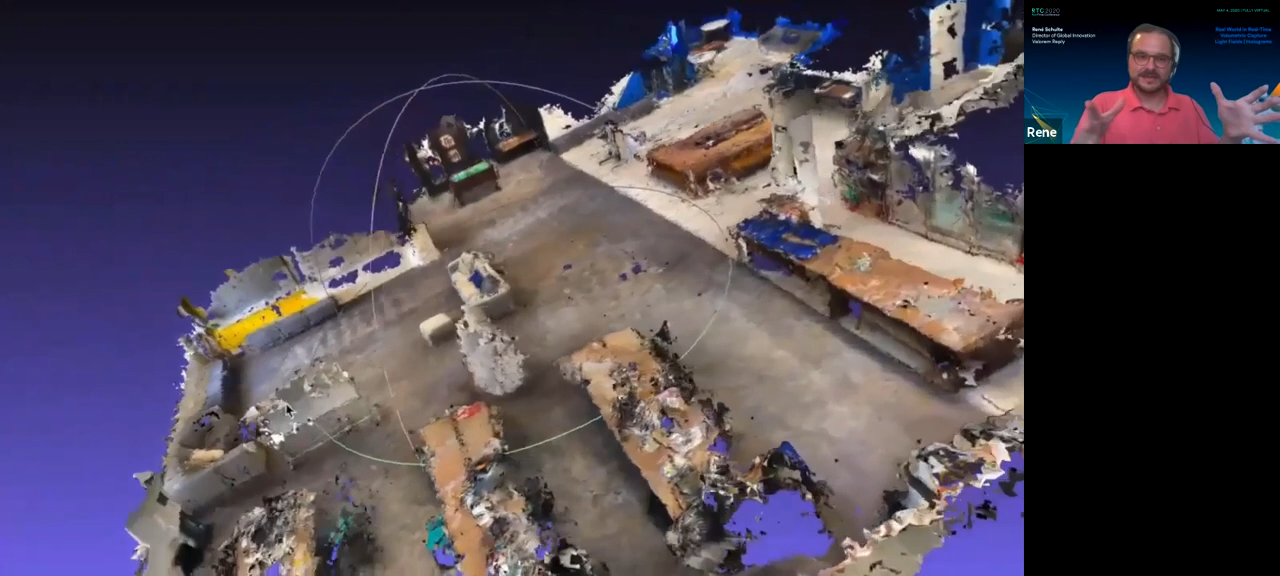 RTC 2020
MAY 4, 2020 | FULLY VIRTUAL
René Schulte
Director of Global Innovation
Valorem Reply
Real World in Real Time
Volumetric Capture
Light Fields | Holograms
Rene